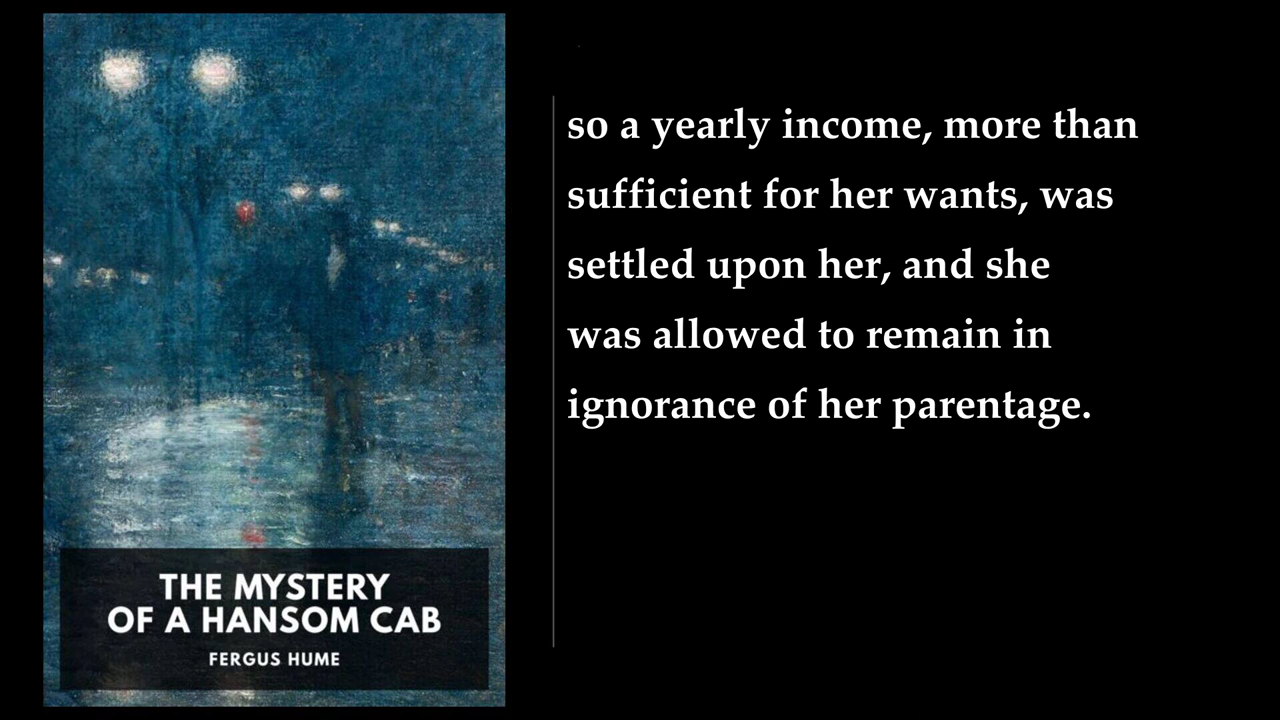 THE MYSTERY
OF A HANSOM CAB
FERGUS HUME
so a yearly income, more than
sufficient for her wants, was
settled upon her, and she
was allowed to remain in
ignorance of her parentage.